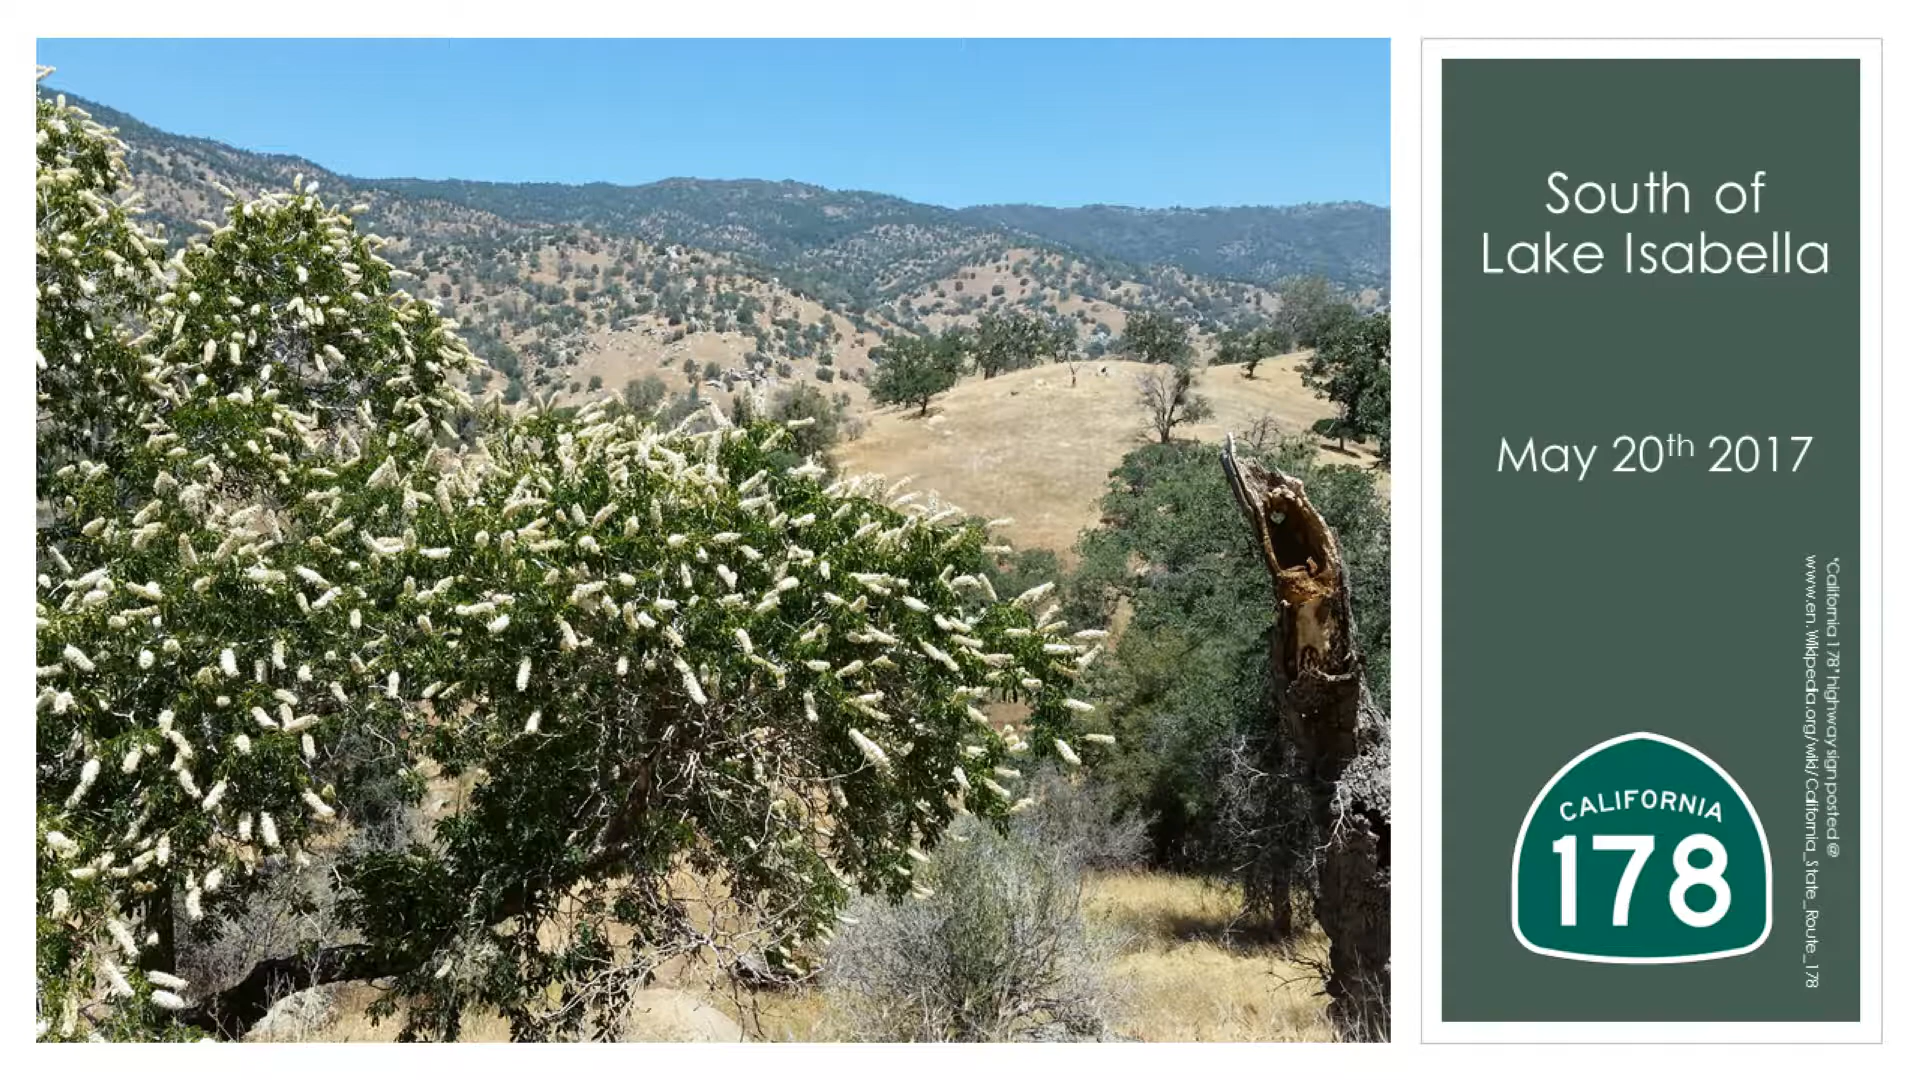 South of
Lake Isabella
May 20th 2017
"California 178" highway sign posted @
www.en.Wikipedia.org/wiki/California_State_Route_178
CALIFORNIA
178